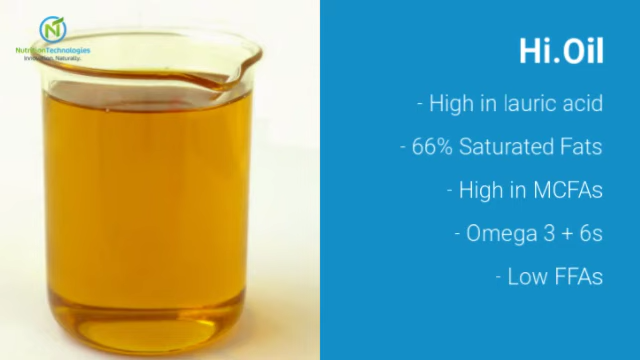 NutritionTechnologies
Innovation, Naturally.
Hi.Oil
- High in lauric acid
- 66% Saturated Fats
- High in MCFAs
- Omega 3 + 6s
- Low FFAs